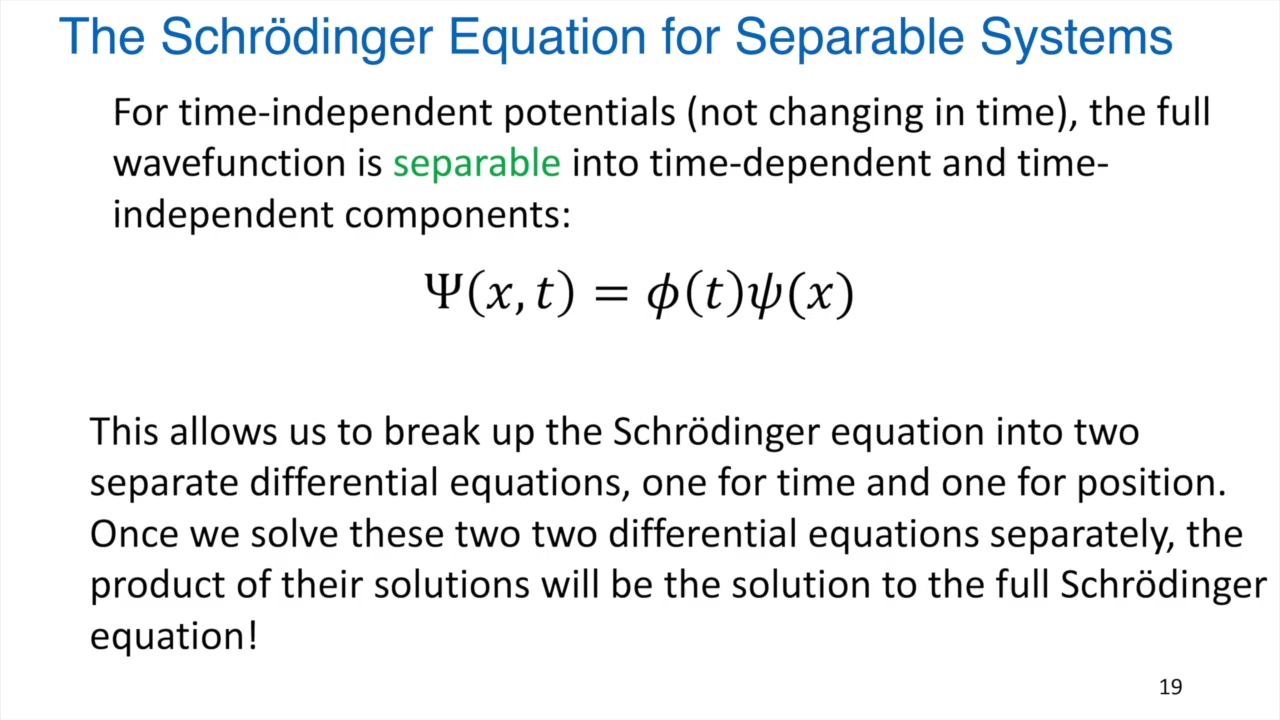 The Schrödinger Equation for Separable Systems
For time-independent potentials (not changing in time), the full
wavefunction is separable into time-dependent and time-
independent components:
Ψ(x, t) = ϕ(t)ψ(x)
This allows us to break up the Schrödinger equation into two
separate differential equations, one for time and one for position.
Once we solve these two two differential equations separately, the
product of their solutions will be the solution to the full Schrödinger
equation!
19